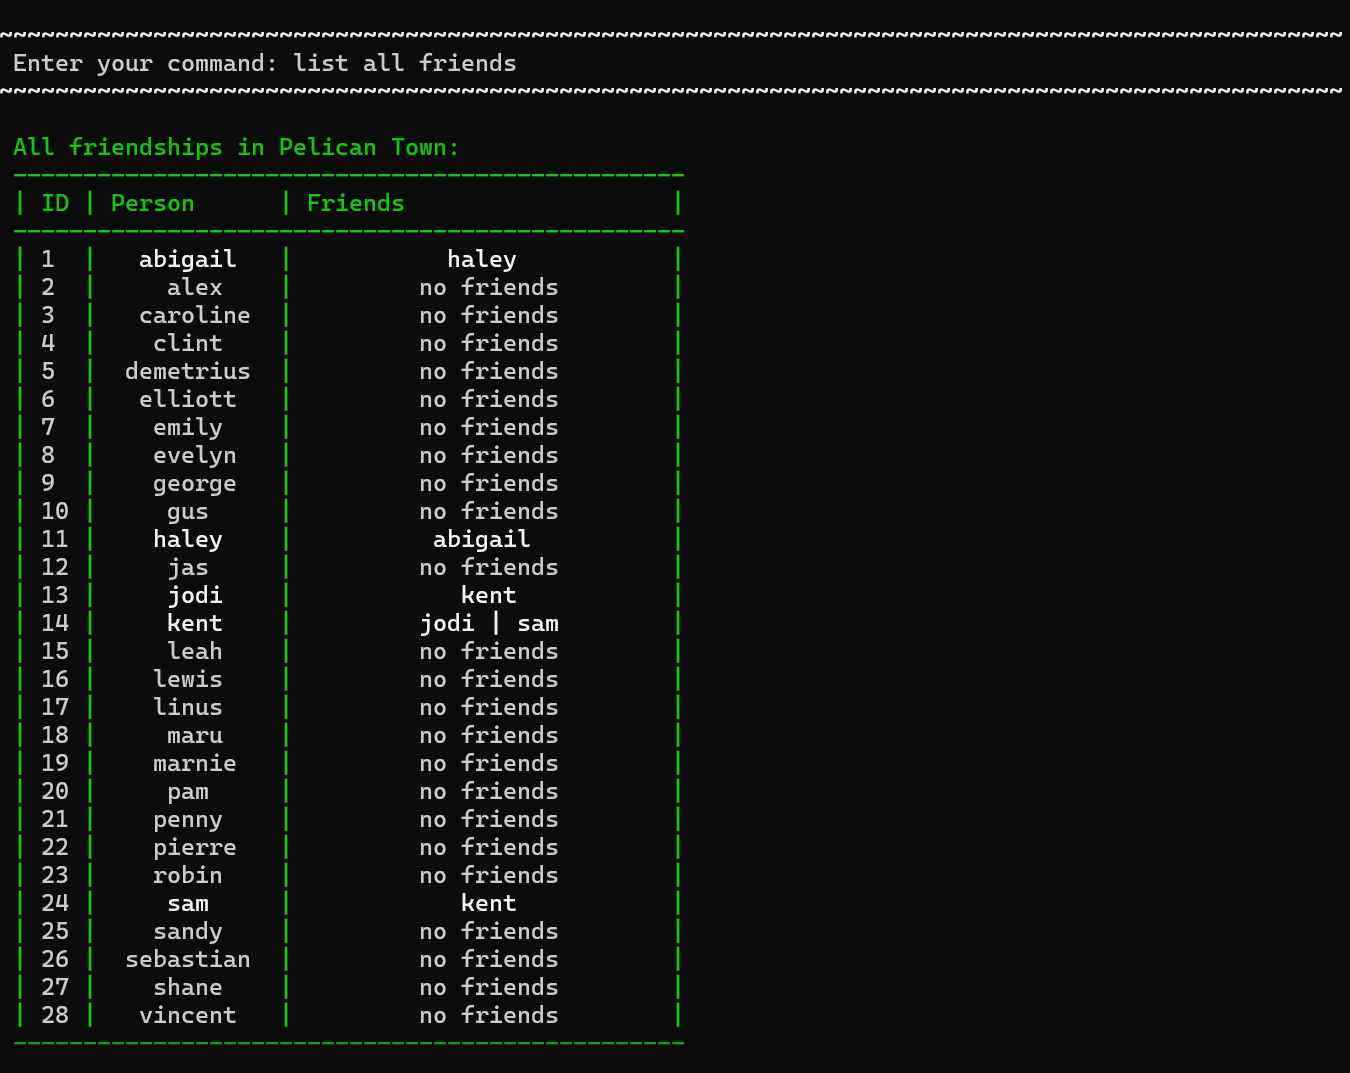 ~~~~~~~~~~~~~~~~~~~~~~~~~~~~~~~~~~~~~~~~~~~~~~~~~~~~~~~~~~~~~~~~~~~~~~~~~~~~~~~~~~~~~~~~~~~~~~~~
Enter your command: list all friends
~~~~~~~~~~~~~~~~~~~~~~~~~~~~~~~~~~~~~~~~~~~~~~~~~~~~~~~~~~~~~~~~~~~~~~~~~~~~~~~~~~~~~~~~~~~~~~~~
All friendships in Pelican Town:
------------------------------------------------
| ID | Person      | Friends                   |
------------------------------------------------
| 1  |   abigail   |           haley           |
| 2  |     alex    |         no friends        |
| 3  |   caroline  |         no friends        |
| 4  |    clint    |         no friends        |
| 5  |  demetrius  |         no friends        |
| 6  |   elliott   |         no friends        |
| 7  |    emily    |         no friends        |
| 8  |    evelyn   |         no friends        |
| 9  |    george   |         no friends        |
| 10 |     gus     |         no friends        |
| 11 |    haley    |          abigail          |
| 12 |     jas     |         no friends        |
| 13 |     jodi    |            kent           |
| 14 |     kent    |         jodi | sam        |
| 15 |     leah    |         no friends        |
| 16 |    lewis    |         no friends        |
| 17 |    linus    |         no friends        |
| 18 |     maru    |         no friends        |
| 19 |    marnie   |         no friends        |
| 20 |     pam     |         no friends        |
| 21 |    penny    |         no friends        |
| 22 |    pierre   |         no friends        |
| 23 |    robin    |         no friends        |
| 24 |     sam     |            kent           |
| 25 |    sandy    |         no friends        |
| 26 |  sebastian  |         no friends        |
| 27 |    shane    |         no friends        |
| 28 |   vincent   |         no friends        |
------------------------------------------------